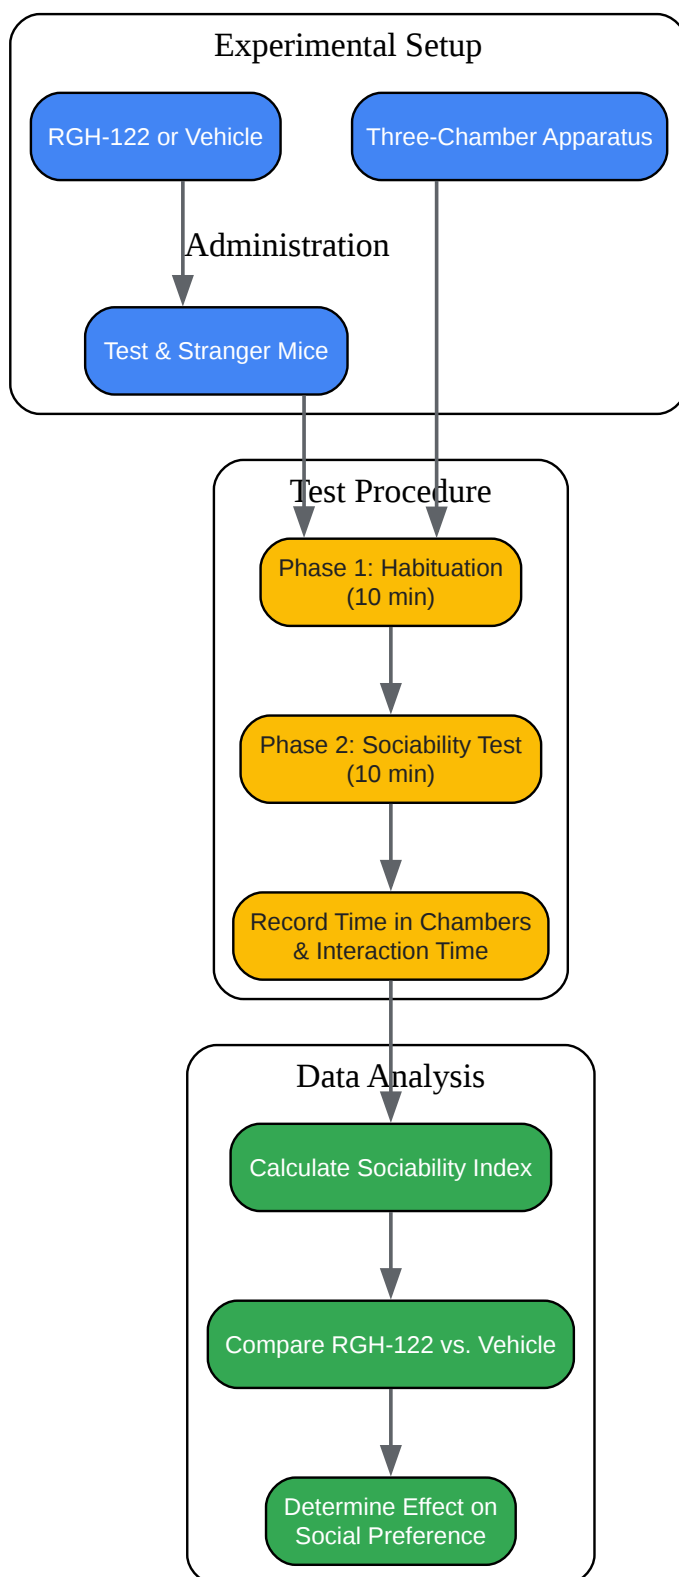 Experimental Setup
RGH-122 or Vehicle
Three-Chamber Apparatus
Administration
Test & Stranger Mice
Test Procedure
Phase 1: Habituation
(10 min)
Phase 2: Sociability Test
(10 min)
Record Time in Chambers
& Interaction Time
Data Analysis
Calculate Sociability Index
Compare RGH-122 vs. Vehicle
Determine Effect on
Social Preference